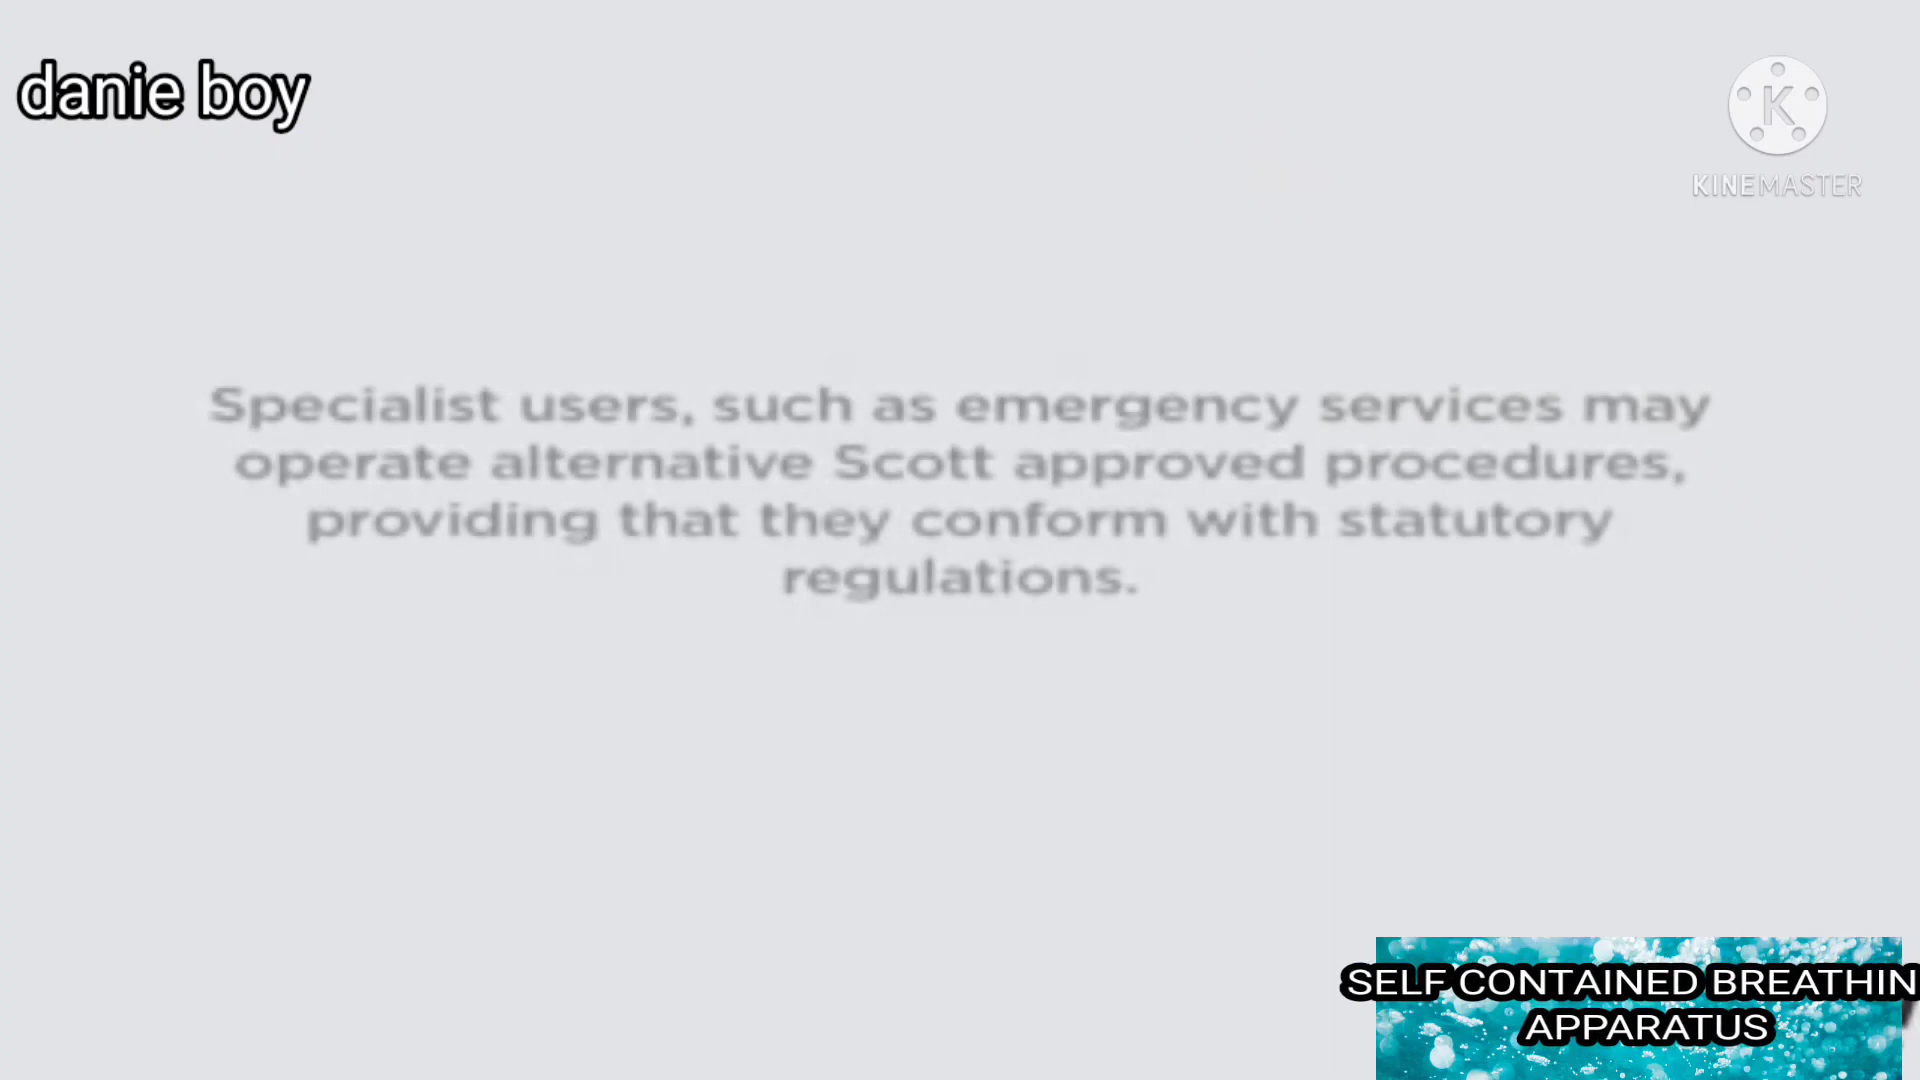 danie boy
K
KINEMASTER
Specialist users, such as emergency services may
operate alternative Scott approved procedures,
providing that they conform with statutory
regulations.
SELF CONTAINED BREATHIN
APPARATUS